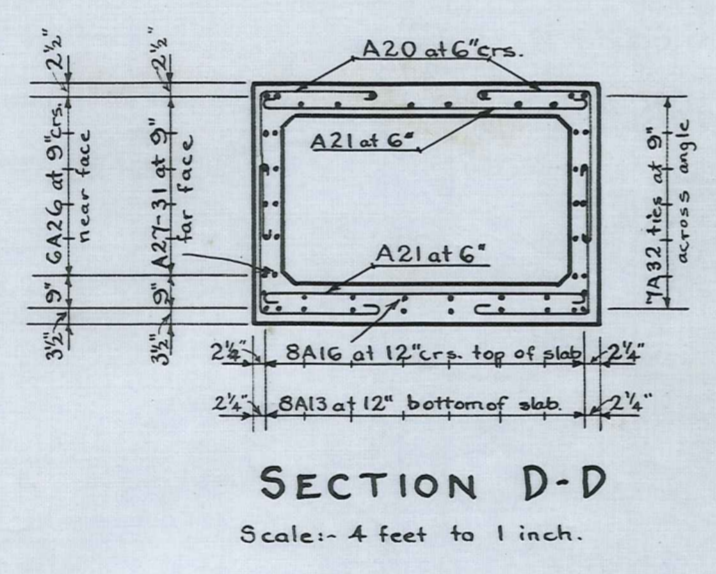 A20 at 6"crs.
2½"
2½"
6A26 at 9"crs.
near face
A27-31 at 9"
far face
A21 at 6"
7A32 ties at 9"
across angle
A21 at 6"
9"
9"
3½"
3½"
2¼"
8A16 at 12"crs. top of slab
2¼"
2¼"
8A13 at 12" bottom of slab.
2¼"
SECTION D-D
Scale:- 4 feet to 1 inch.